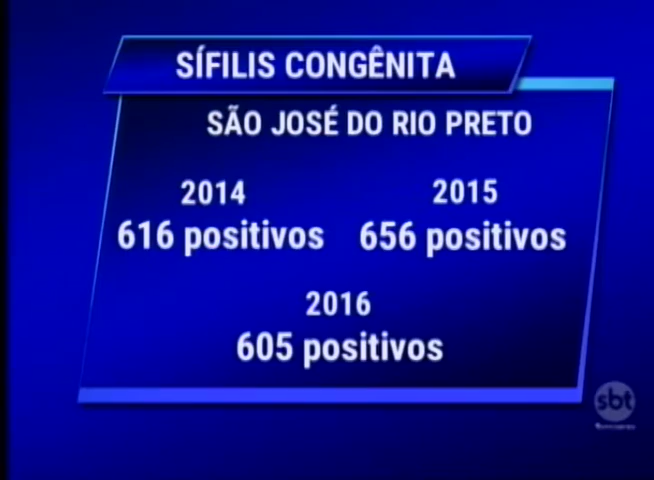 SÍFILIS CONGÊNITA
SÃO JOSÉ DO RIO PRETO
2014
2015
616 positivos
656 positivos
2016
605 positivos
sbt